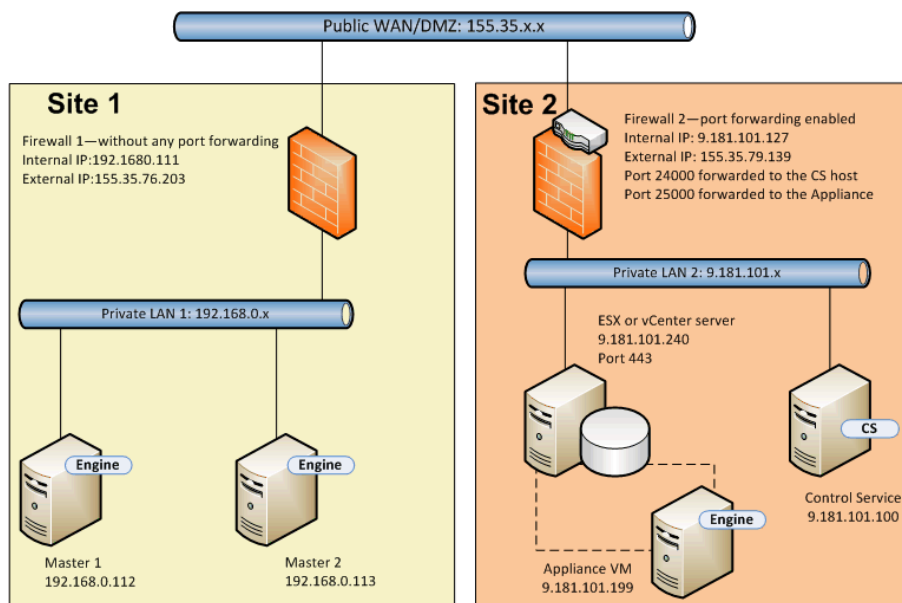 Public WAN/DMZ: 155.35.x.x
Site 1
Firewall 1—without any port forwarding
Internal IP:192.1680.111
External IP:155.35.76.203
Private LAN 1: 192.168.0.x
Engine
Engine
Master 1
192.168.0.112
Master 2
192.168.0.113
Site 2
Firewall 2—port forwarding enabled
Internal IP: 9.181.101.127
External IP: 155.35.79.139
Port 24000 forwarded to the CS host
Port 25000 forwarded to the Appliance
Private LAN 2: 9.181.101.x
ESX or vCenter server
9.181.101.240
Port 443
CS
Control Service
9.181.101.100
Engine
Appliance VM
9.181.101.199